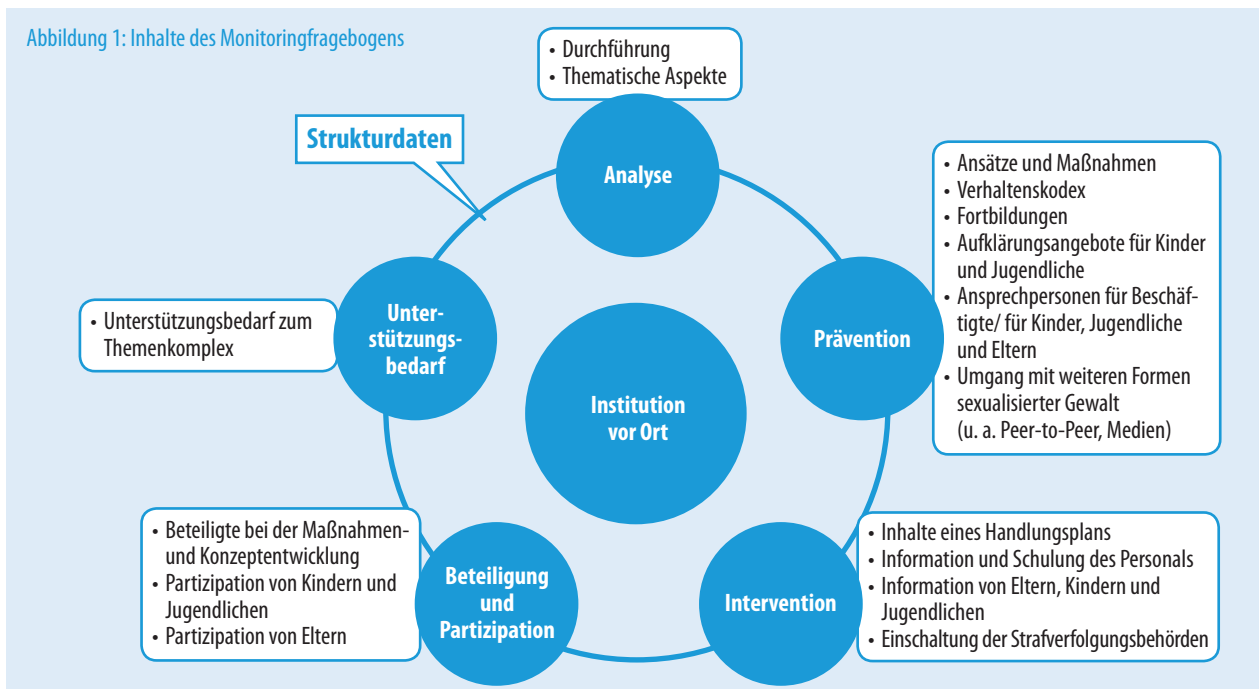 Abbildung 1: Inhalte des Monitoringfragebogens
• Durchführung
• Thematische Aspekte
Strukturdaten
Analyse
• Ansätze und Maßnahmen
• Verhaltenskodex
• Fortbildungen
• Aufklärungsangebote für Kinder
und Jugendliche
• Ansprechpersonen für Beschäf-
tigte/ für Kinder, Jugendliche
und Eltern
• Umgang mit weiteren Formen
sexualisierter Gewalt
(u. a. Peer-to-Peer, Medien)
Prävention
• Unterstützungsbedarf zum
Themenkomplex
Unter-
stützungs-
bedarf
Institution
vor Ort
• Beteiligte bei der Maßnahmen-
und Konzeptentwicklung
• Partizipation von Kindern und
Jugendlichen
• Partizipation von Eltern
Beteiligung
und
Partizipation
Intervention
• Inhalte eines Handlungsplans
• Information und Schulung des Personals
• Information von Eltern, Kindern und
Jugendlichen
• Einschaltung der Strafverfolgungsbehörden